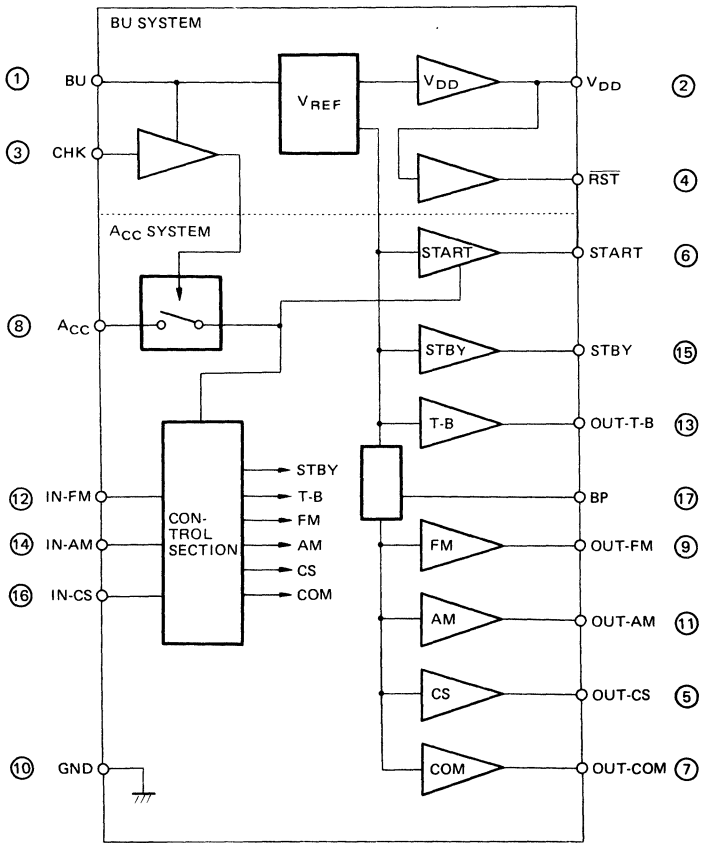 BU SYSTEM
1 BU
VREF
VDD
VDD 2
3 CHK
RST 4
ACC SYSTEM
START
START 6
8 ACC
STBY
STBY 15
T-B
OUT-T-B 13
12 IN-FM
14 IN-AM
16 IN-CS
CON-
TROL
SECTION
STBY
T-B
FM
AM
CS
COM
BP 17
FM
OUT-FM 9
AM
OUT-AM 11
CS
OUT-CS 5
10 GND
COM
OUT-COM 7